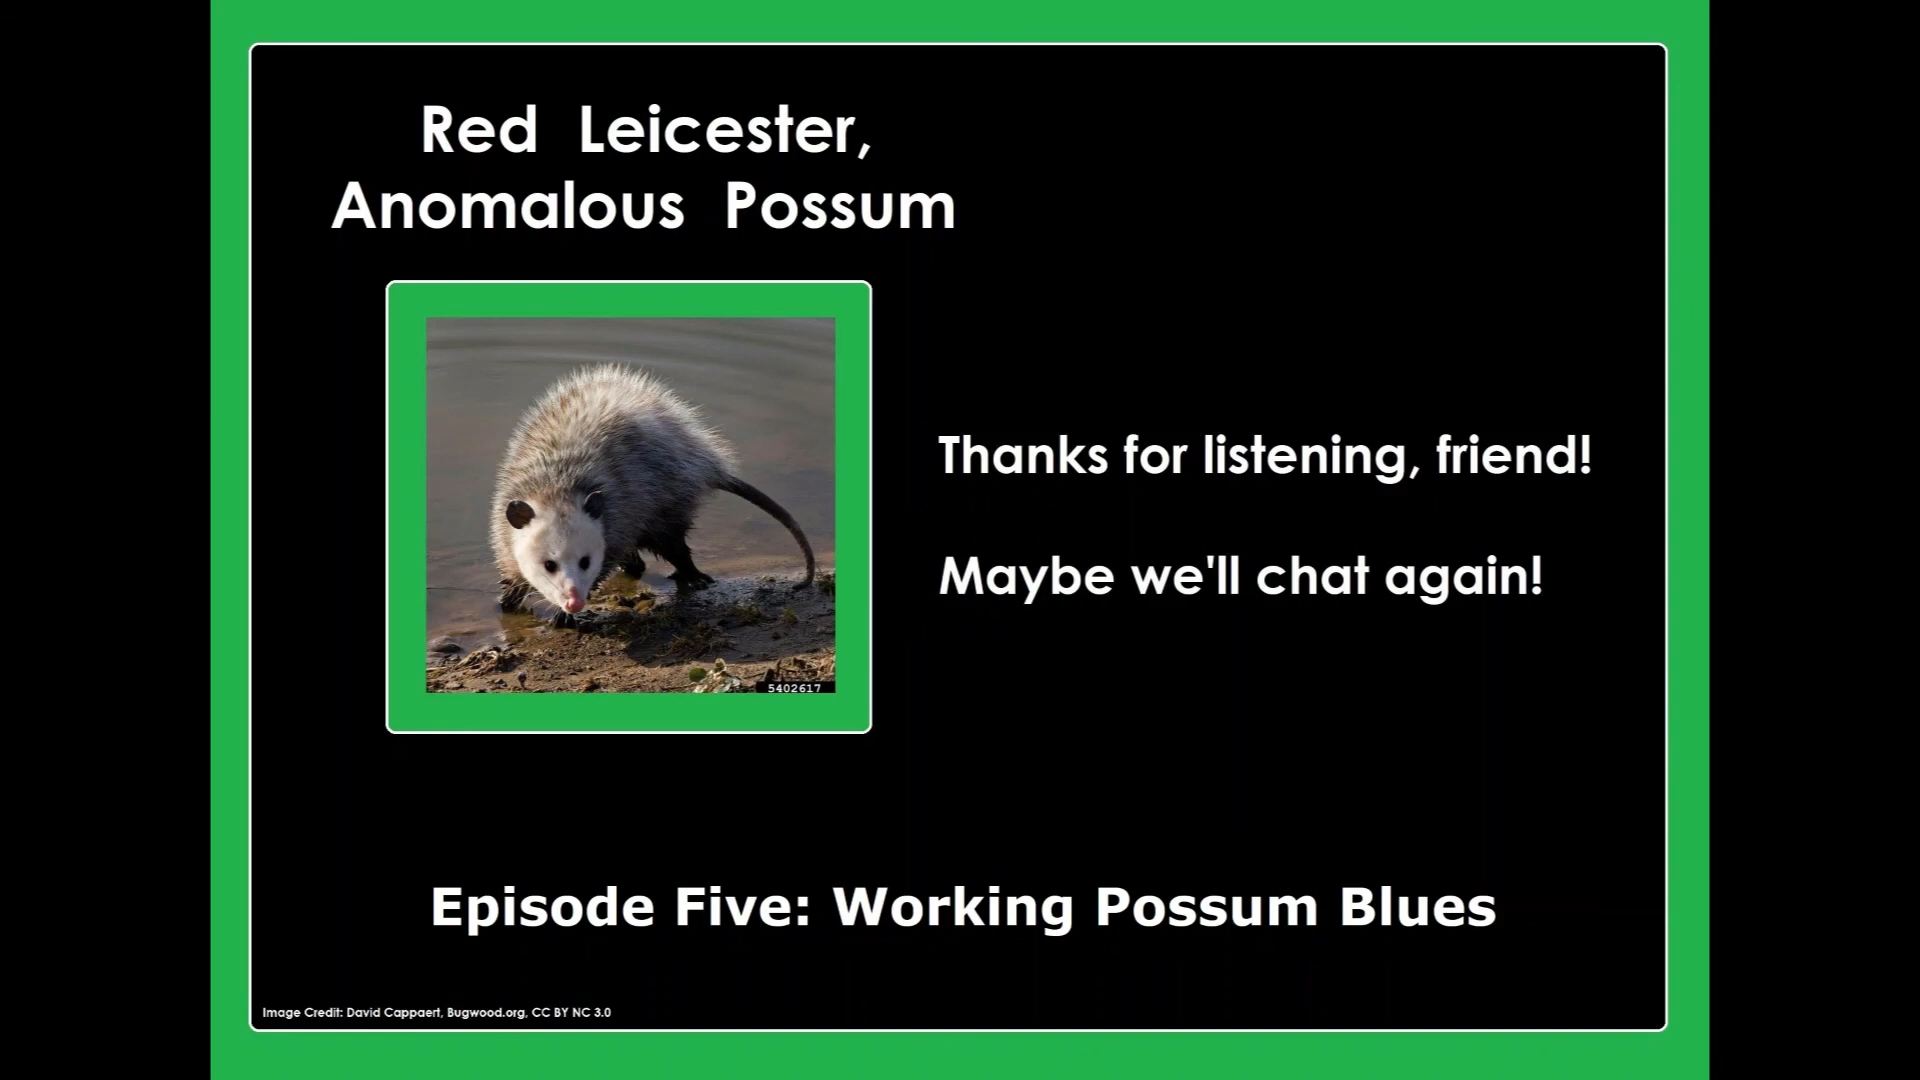 Red Leicester,
Anomalous Possum
5402617
Thanks for listening, friend!
Maybe we'll chat again!
Episode Five: Working Possum Blues
Image Credit: David Cappaert, Bugwood.org, CC BY NC 3.0